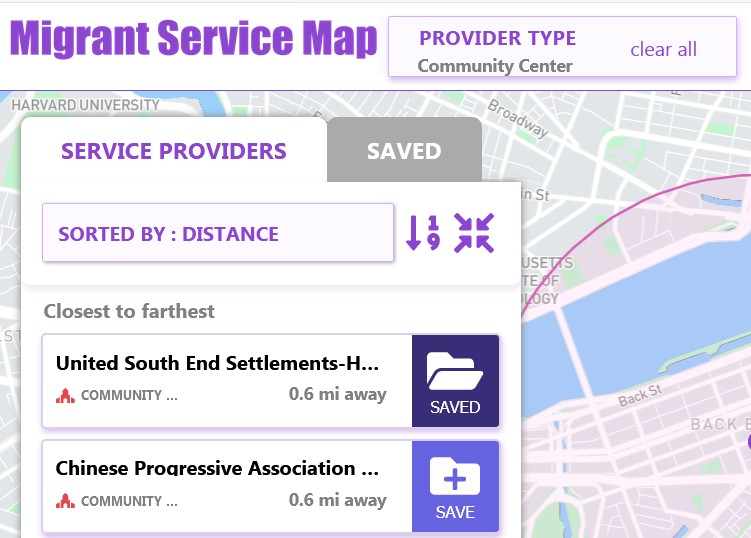 Migrant Service Map
PROVIDER TYPE
Community Center
clear all
HARVARD UNIVERSITY
Broadway
SERVICE PROVIDERS
SAVED
in St
SORTED BY : DISTANCE
1
9
USETTS
TE OF
LOGY
Closest to farthest
United South End Settlements-H...
COMMUNITY ...
0.6 mi away
SAVED
Back St
BACK
Chinese Progressive Association ...
COMMUNITY ...
0.6 mi away
SAVE